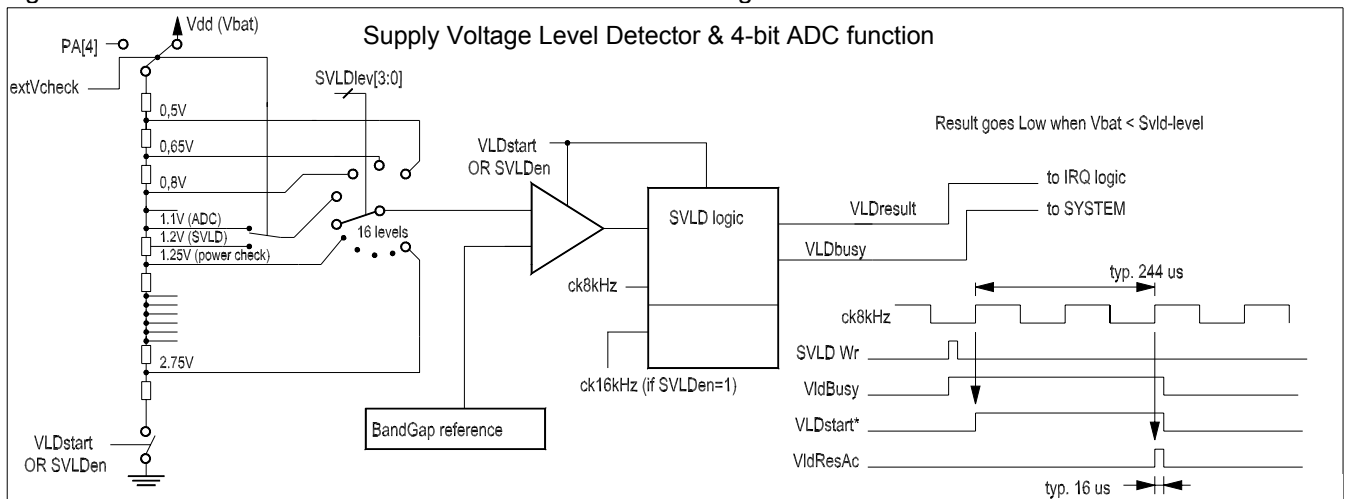 Supply Voltage Level Detector & 4-bit ADC function
Vdd (Vbat)
PA[4]
extVcheck
SVLDlev[3:0]
0,5V
0,65V
0,8V
1.1V (ADC)
1.2V (SVLD)
1.25V (power check)
2.75V
16 levels
VLDstart
OR SVLDen
VLDstart
OR SVLDen
BandGap reference
SVLD logic
ck8kHz
ck16kHz (if SVLDen=1)
Result goes Low when Vbat < Svld-level
VLDresult
to IRQ logic
VLDbusy
to SYSTEM
typ. 244 us
ck8kHz
SVLD Wr
VldBusy
VLDstart*
VldResAc
typ. 16 us